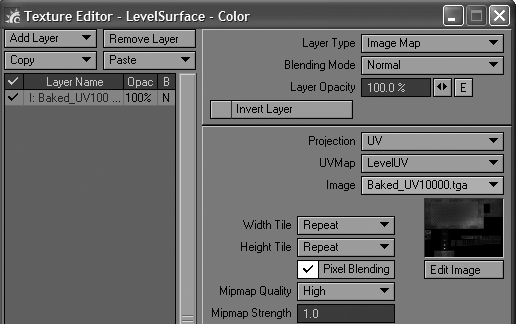 Texture Editor - LevelSurface - Color
Add Layer Remove Layer
Copy Paste
Layer Name Opac B
I: Baked_UV100 ... 100% N
Layer Type Image Map
Blending Mode Normal
Layer Opacity 100.0 % E
Invert Layer
Projection UV
UVMap LevelUV
Image Baked_UV10000.tga
Width Tile Repeat
Height Tile Repeat
Pixel Blending Edit Image
Mipmap Quality High
Mipmap Strength 1.0